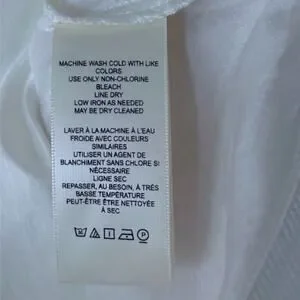 MACHINE WASH COLD WITH LIKE
COLORS
USE ONLY NON-CHLORINE
BLEACH
LINE DRY
LOW IRON AS NEEDED
MAY BE DRY CLEANED
LAVER À LA MACHINE À L'EAU
FROIDE AVEC COULEURS
SIMILAIRES
UTILISER UN AGENT DE
BLANCHIMENT SANS CHLORE SI
NÉCESSAIRE
LIGNE SEC
REPASSER, AU BESOIN, À TRÈS
BASSE TEMPÉRATURE
PEUT-ÊTRE ÊTRE NETTOYÉE
À SEC